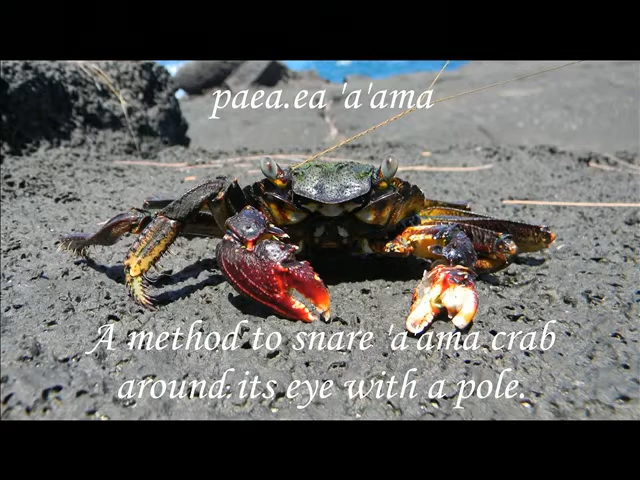 paea.ea 'a'ama
A method to snare 'a'ama crab
around its eye with a pole.